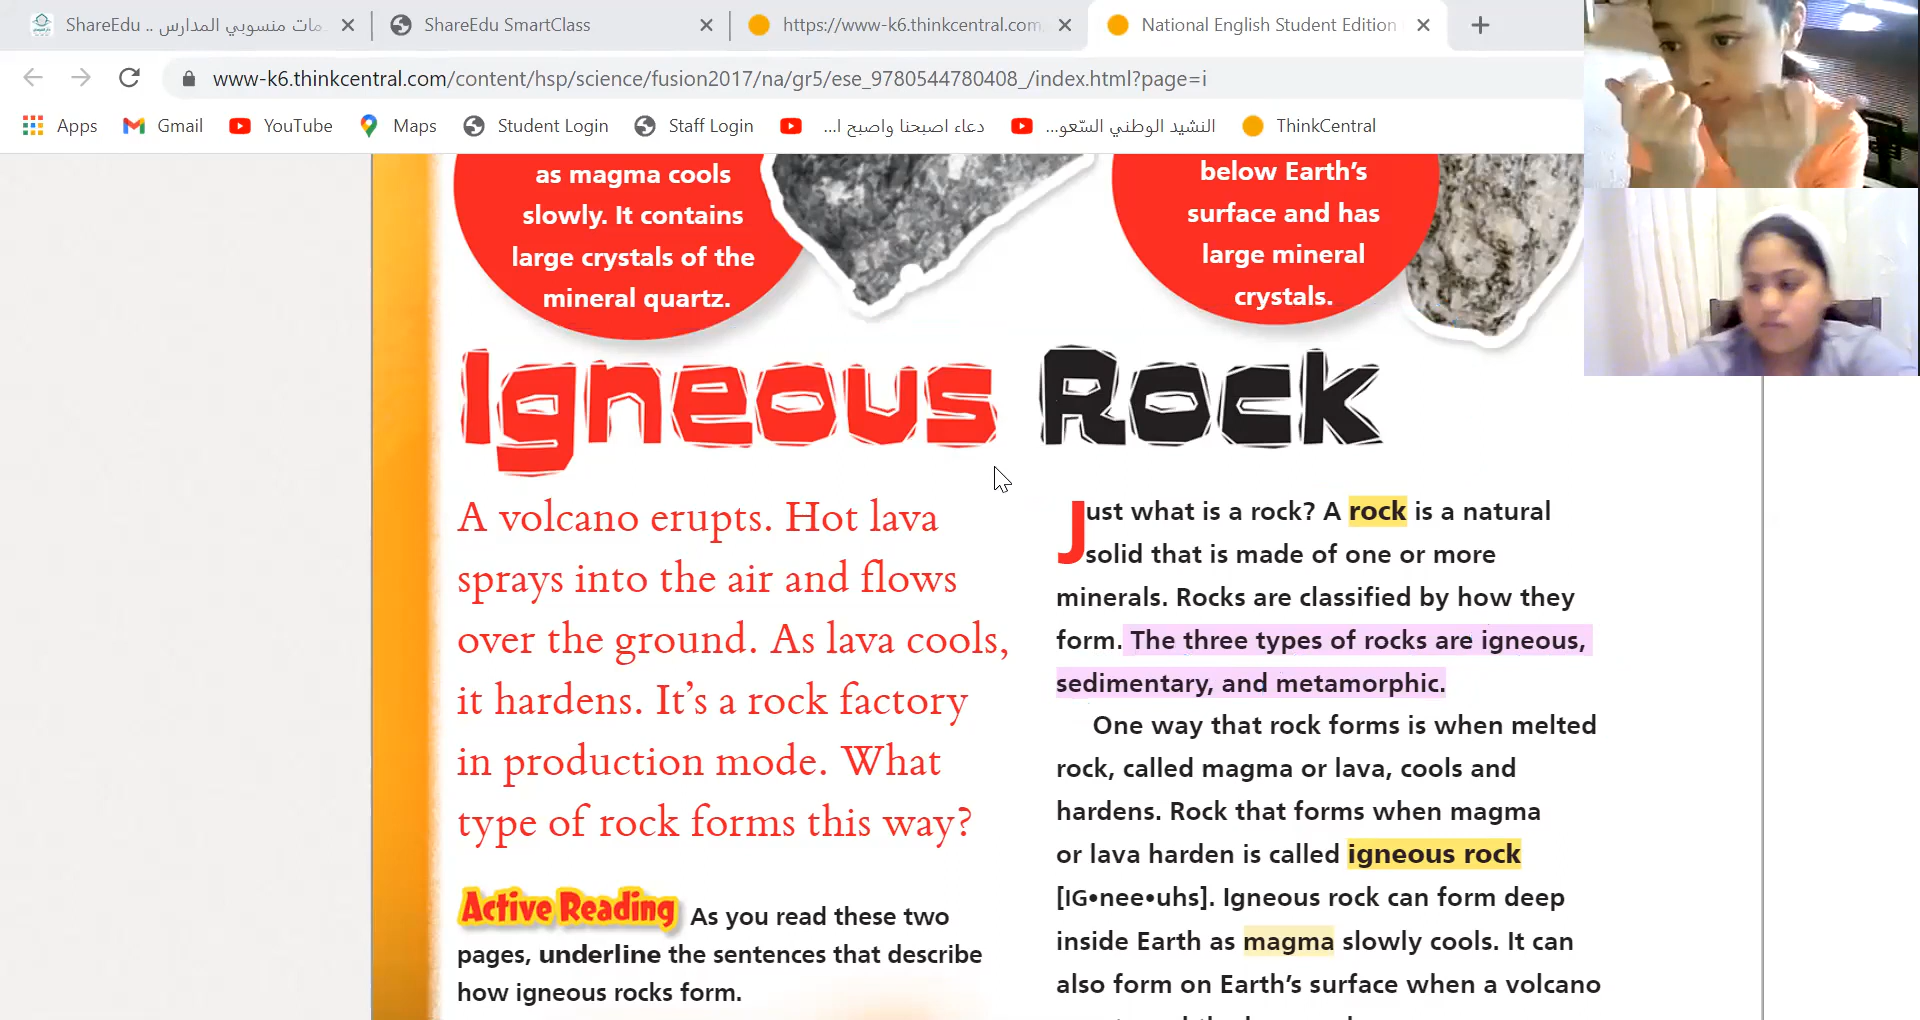 ShareEdu .. مات منسوبي المدارس
ShareEdu SmartClass
https://www-k6.thinkcentral.com
National English Student Edition
www-k6.thinkcentral.com/content/hsp/science/fusion2017/na/gr5/ese_9780544780408_/index.html?page=i
Apps
Gmail
YouTube
Maps
Student Login
Staff Login
دعاء اصبحنا واصبح ا...
النشيد الوطني السّعو...
ThinkCentral
as magma cools
slowly. It contains
large crystals of the
mineral quartz.
below Earth's
surface and has
large mineral
crystals.
Igneous Rock
A volcano erupts. Hot lava
sprays into the air and flows
over the ground. As lava cools,
it hardens. It's a rock factory
in production mode. What
type of rock forms this way?
Active Reading As you read these two
pages, underline the sentences that describe
how igneous rocks form.
Just what is a rock? A rock is a natural
solid that is made of one or more
minerals. Rocks are classified by how they
form. The three types of rocks are igneous,
sedimentary, and metamorphic.
One way that rock forms is when melted
rock, called magma or lava, cools and
hardens. Rock that forms when magma
or lava harden is called igneous rock
[IG•nee•uhs]. Igneous rock can form deep
inside Earth as magma slowly cools. It can
also form on Earth's surface when a volcano